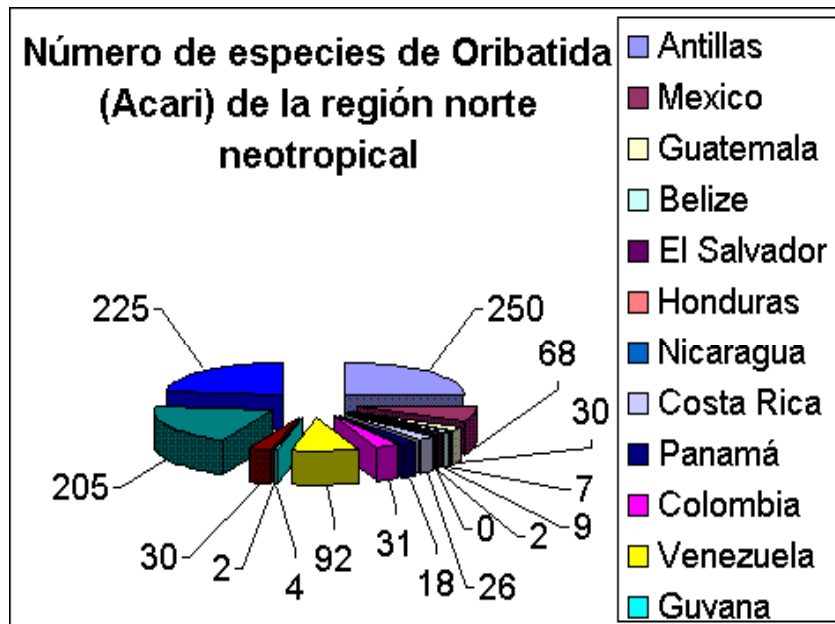 Número de especies de Oribatida
(Acari) de la región norte
neotropical
225
250
68
30
7
9
2
0
26
18
31
92
4
2
30
205
Antillas
Mexico
Guatemala
Belize
El Salvador
Honduras
Nicaragua
Costa Rica
Panamá
Colombia
Venezuela
Guyana